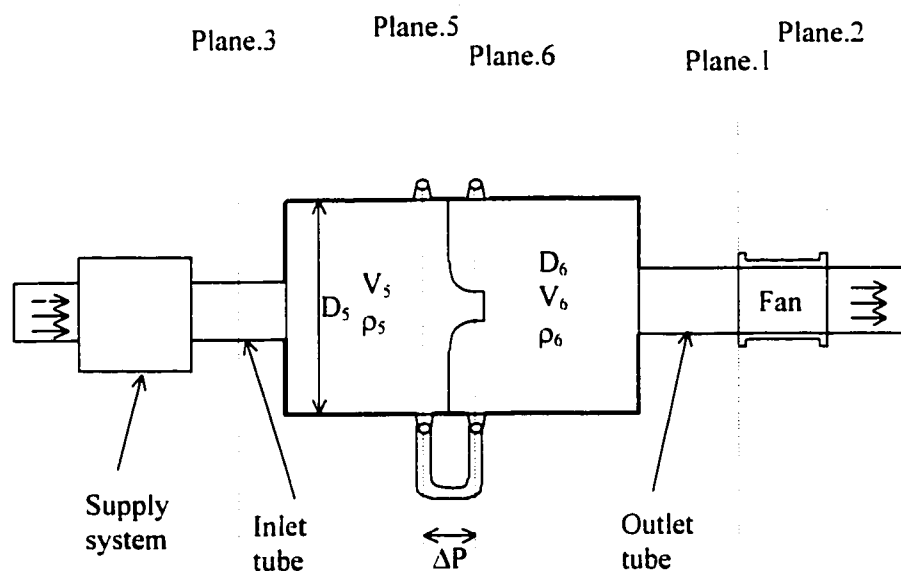 Plane.3
Plane.5
Plane.6
Plane.1
Plane.2
D₅
V₅
ρ₅
D₆
V₆
ρ₆
Fan
Supply
system
Inlet
tube
ΔP
Outlet
tube